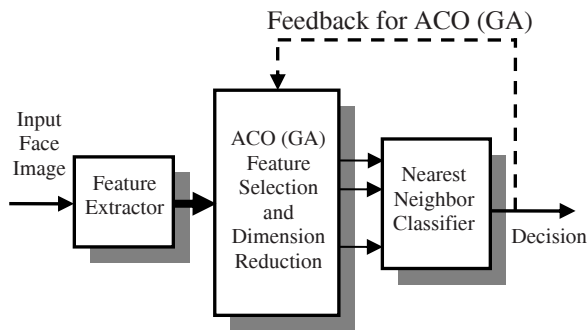 Feedback for ACO (GA)
Input
Face
Image
Feature
Extractor
ACO (GA)
Feature
Selection
and
Dimension
Reduction
Nearest
Neighbor
Classifier
Decision